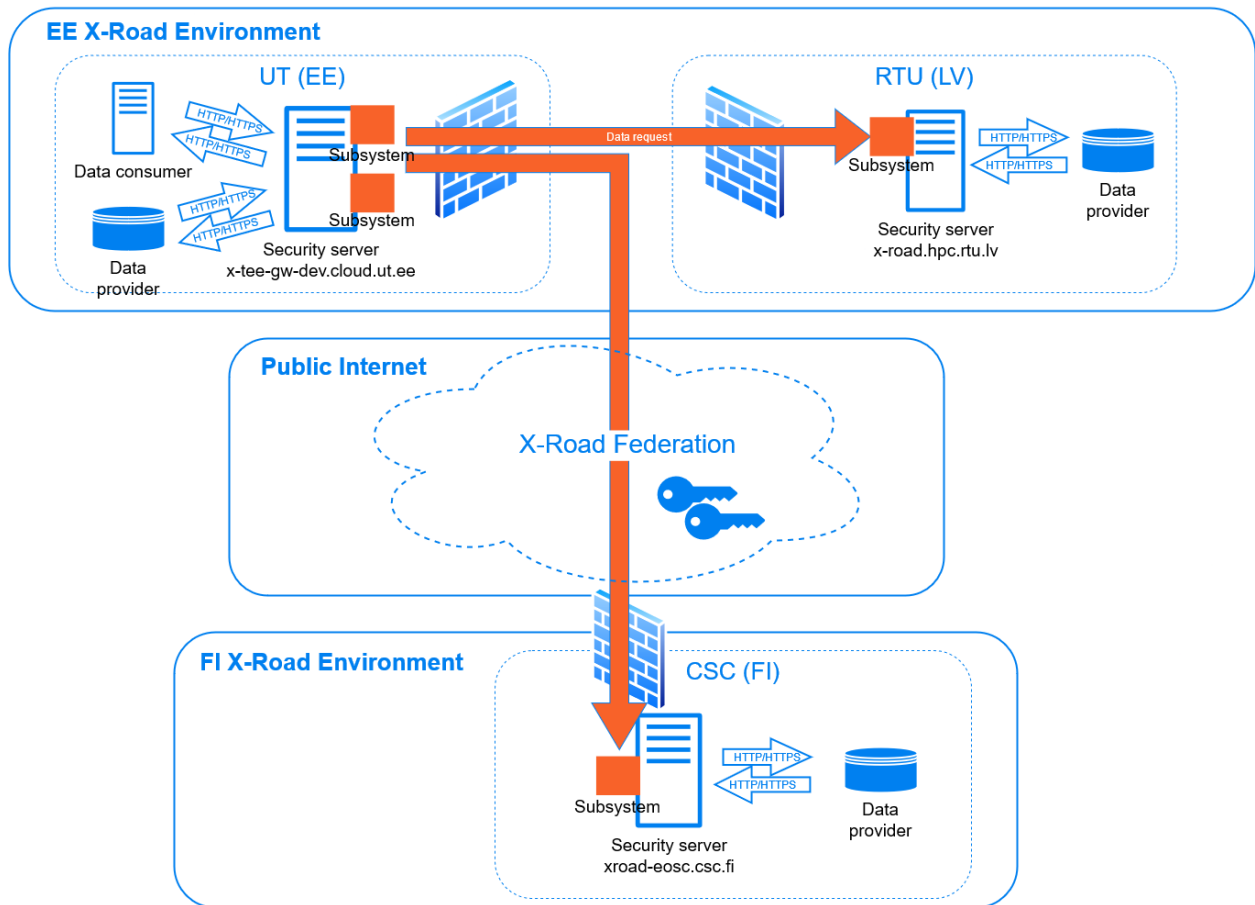 EE X-Road Environment
UT (EE)
RTU (LV)
HTTP/HTTPS
HTTP/HTTPS
Data consumer
Subsystem
Data request
Subsystem
HTTP/HTTPS
HTTP/HTTPS
HTTP/HTTPS
HTTP/HTTPS
Subsystem
Data
provider
Security server
x-tee-gw-dev.cloud.ut.ee
Security server
x-road.hpc.rtu.lv
Data
provider
Public Internet
X-Road Federation
FI X-Road Environment
CSC (FI)
HTTP/HTTPS
HTTP/HTTPS
Subsystem
Data
provider
Security server
xroad-eosc.csc.fi